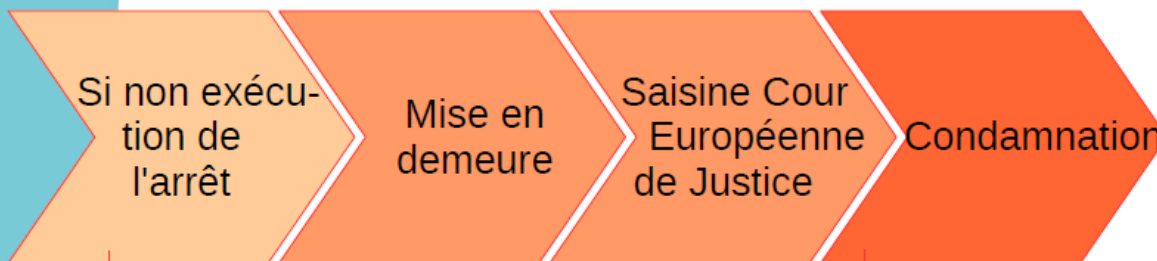 Si non exécu-
tion de
l'arrêt
Mise en
demeure
Saisine Cour
Européenne
de Justice
Condamnation